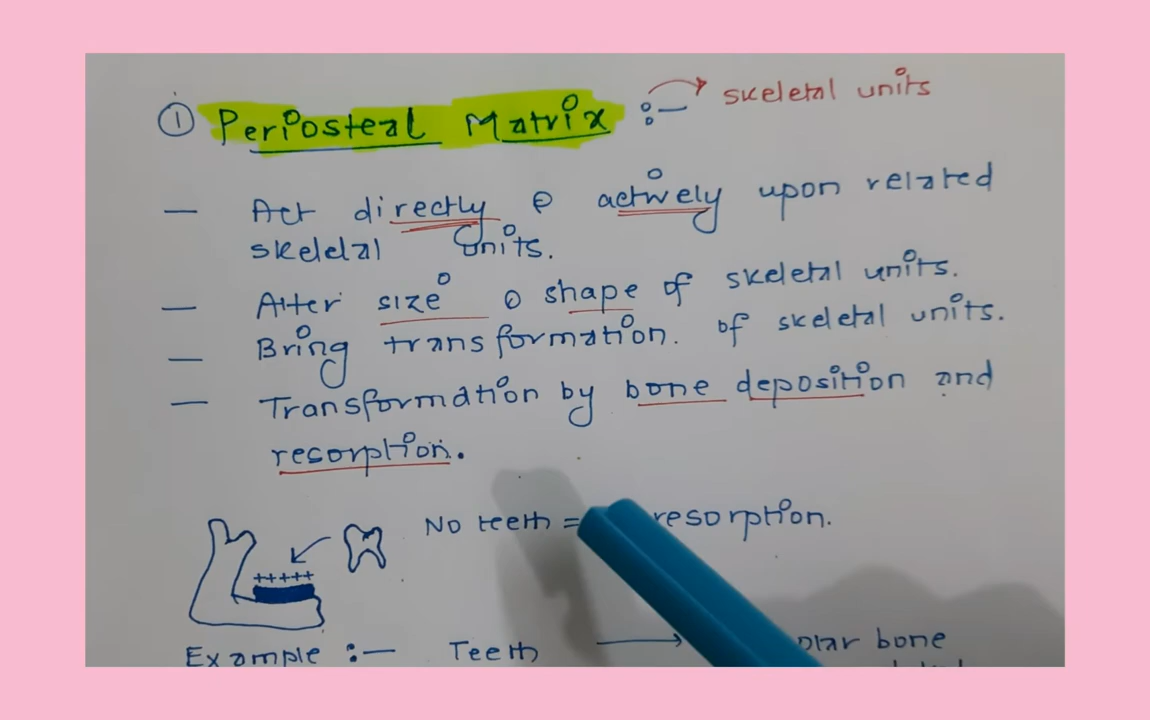 ① Periosteal Matrix :— skeletal units
— Act directly & actively upon related
skeletal units.
— Alter size & shape of skeletal units.
— Bring transformation. of skeletal units.
— Transformation by bone deposition and
resorption.
No teeth = resorption.
+++++
Example :— Teeth → bone